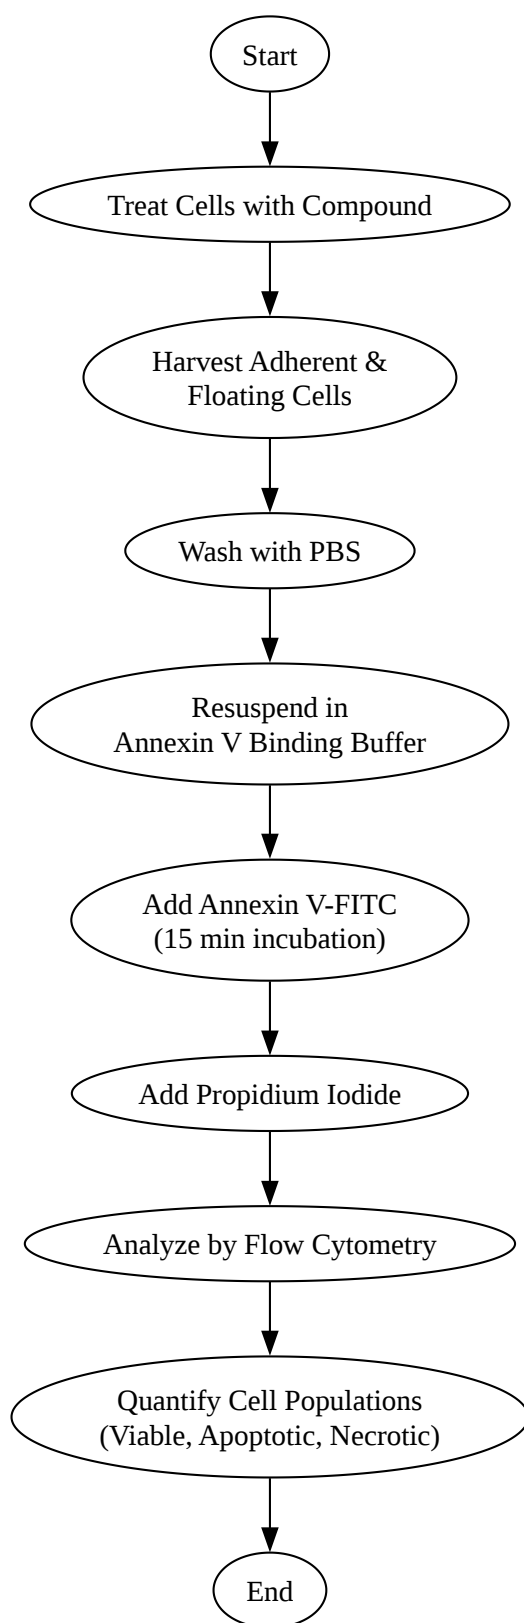 Start
Treat Cells with Compound
Harvest Adherent &
Floating Cells
Wash with PBS
Resuspend in
Annexin V Binding Buffer
Add Annexin V-FITC
(15 min incubation)
Add Propidium Iodide
Analyze by Flow Cytometry
Quantify Cell Populations
(Viable, Apoptotic, Necrotic)
End